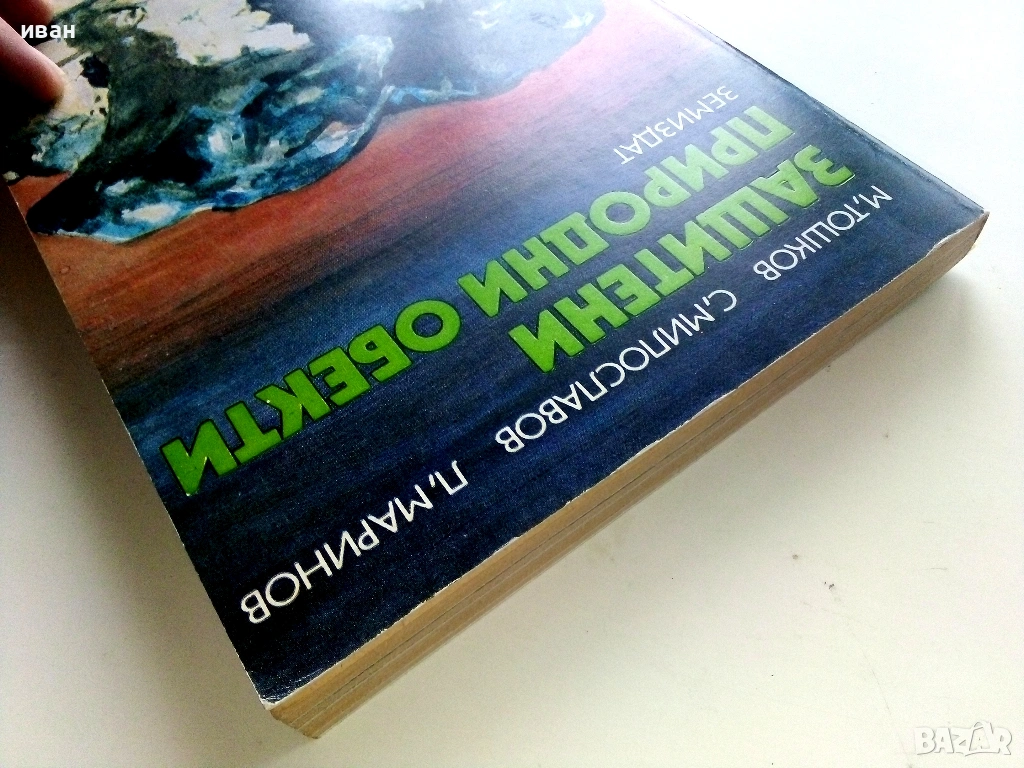 иван
М. ТОШКОВ С. МИЛОСЛАВОВ Л. МАРИНОВ
ЗАЩИТЕНИ
ПРИРОДНИ ОБЕКТИ
ЗЕМИЗДАТ
BAZAR